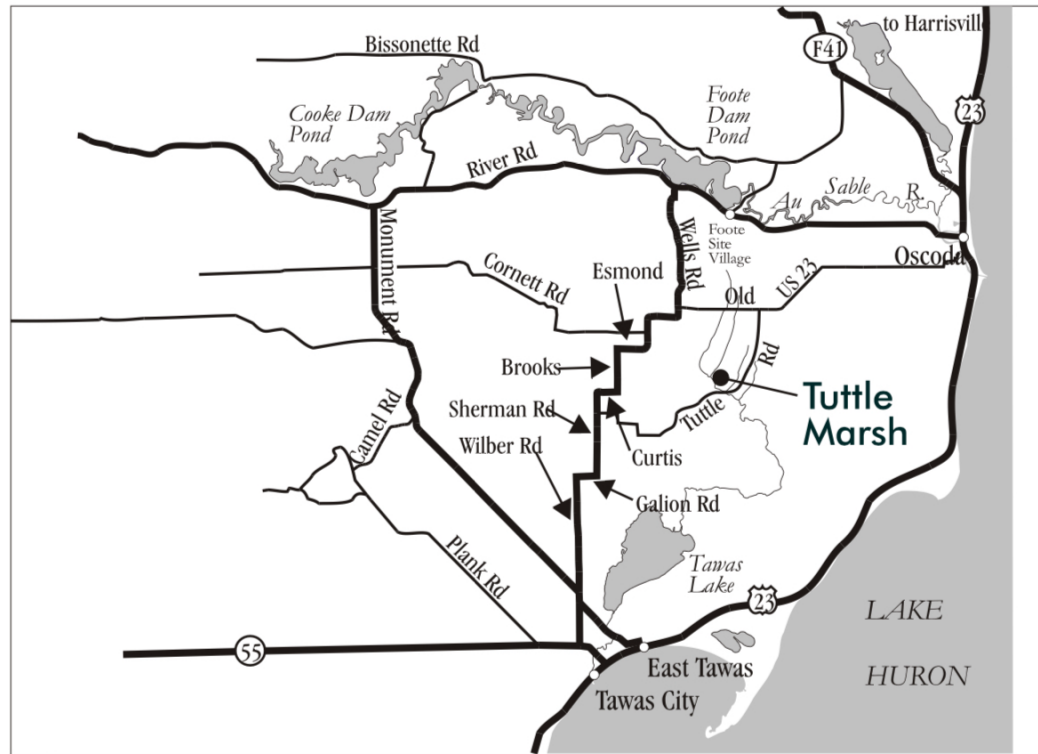 to Harrisville
F41
Bissonette Rd
23
Cooke Dam
Pond
Foote
Dam
Pond
River Rd
Au
Sable
R.
Monument Rd
Wells Rd
Foote
Site
Village
Oscoda
Cornett Rd
Esmond
US 23
Old
Brooks
Rd
Tuttle
Marsh
Sherman Rd
Tuttle
Camel Rd
Wilber Rd
Curtis
Galion Rd
Plank Rd
Tawas
Lake
23
LAKE
HURON
55
East Tawas
Tawas City